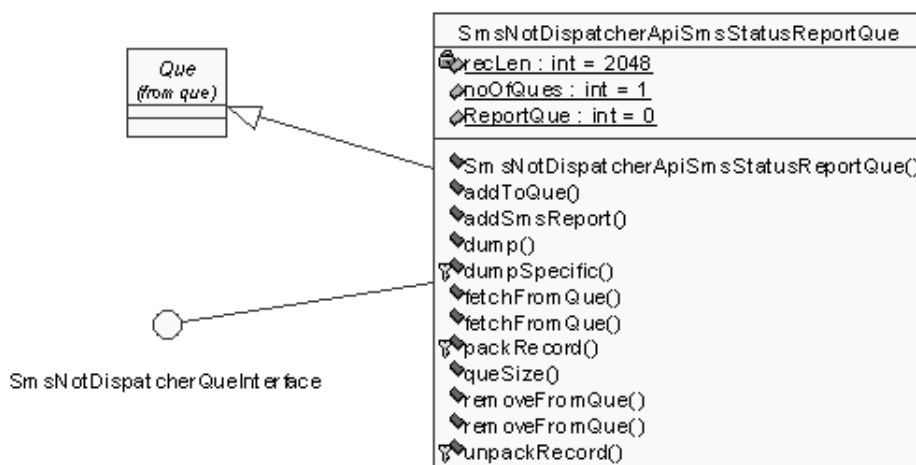 Que
(from que)
SmsNotDispatcherQueInterface
SmsNotDispatcherApiSmsStatusReportQue
recLen : int = 2048
noOfQues : int = 1
ReportQue : int = 0
SmsNotDispatcherApiSmsStatusReportQue()
addToQue()
addSmsReport()
dump()
dumpSpecific()
fetchFromQue()
fetchFromQue()
packRecord()
queSize()
removeFromQue()
removeFromQue()
unpackRecord()